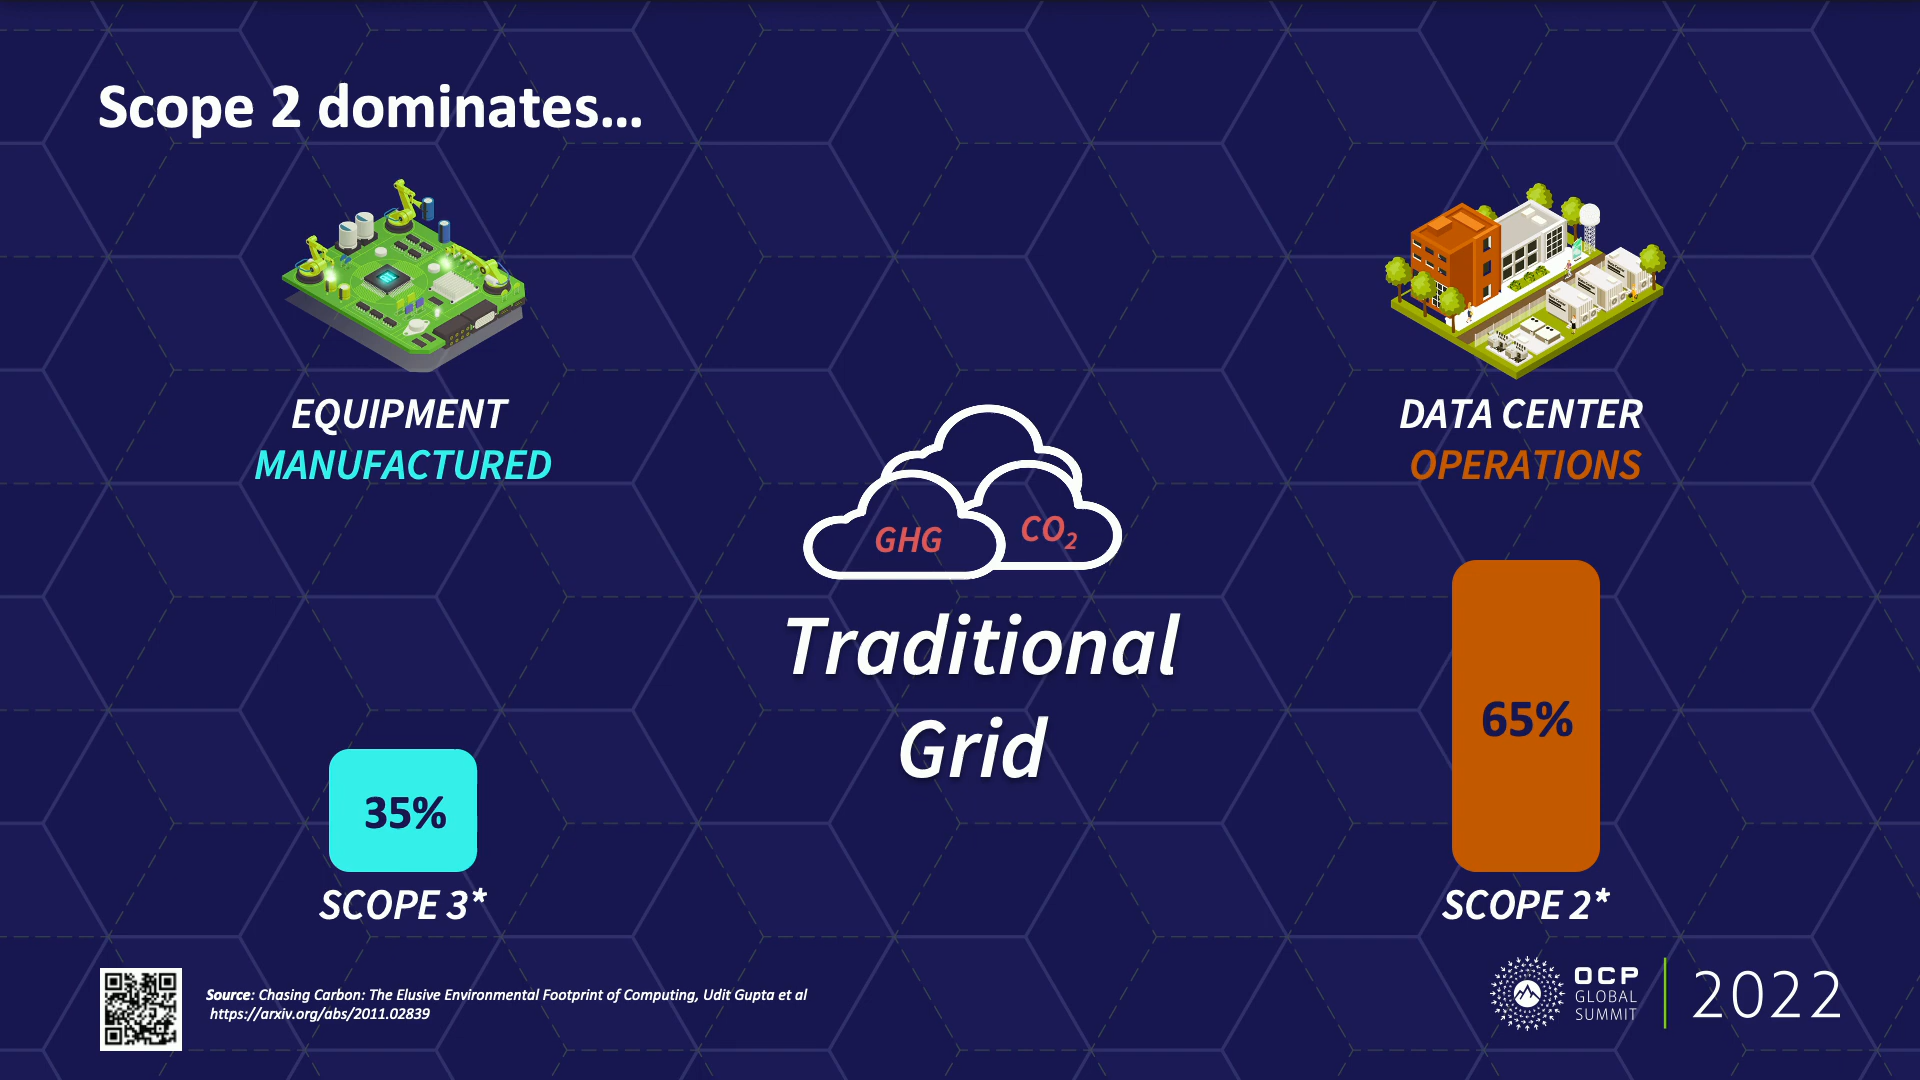 Scope 2 dominates...
EQUIPMENT
MANUFACTURED
35%
SCOPE 3*
GHG
CO₂
Traditional
Grid
DATA CENTER
OPERATIONS
65%
SCOPE 2*
Source: Chasing Carbon: The Elusive Environmental Footprint of Computing, Udit Gupta et al
https://arxiv.org/abs/2011.02839
OCP
GLOBAL
SUMMIT
2022